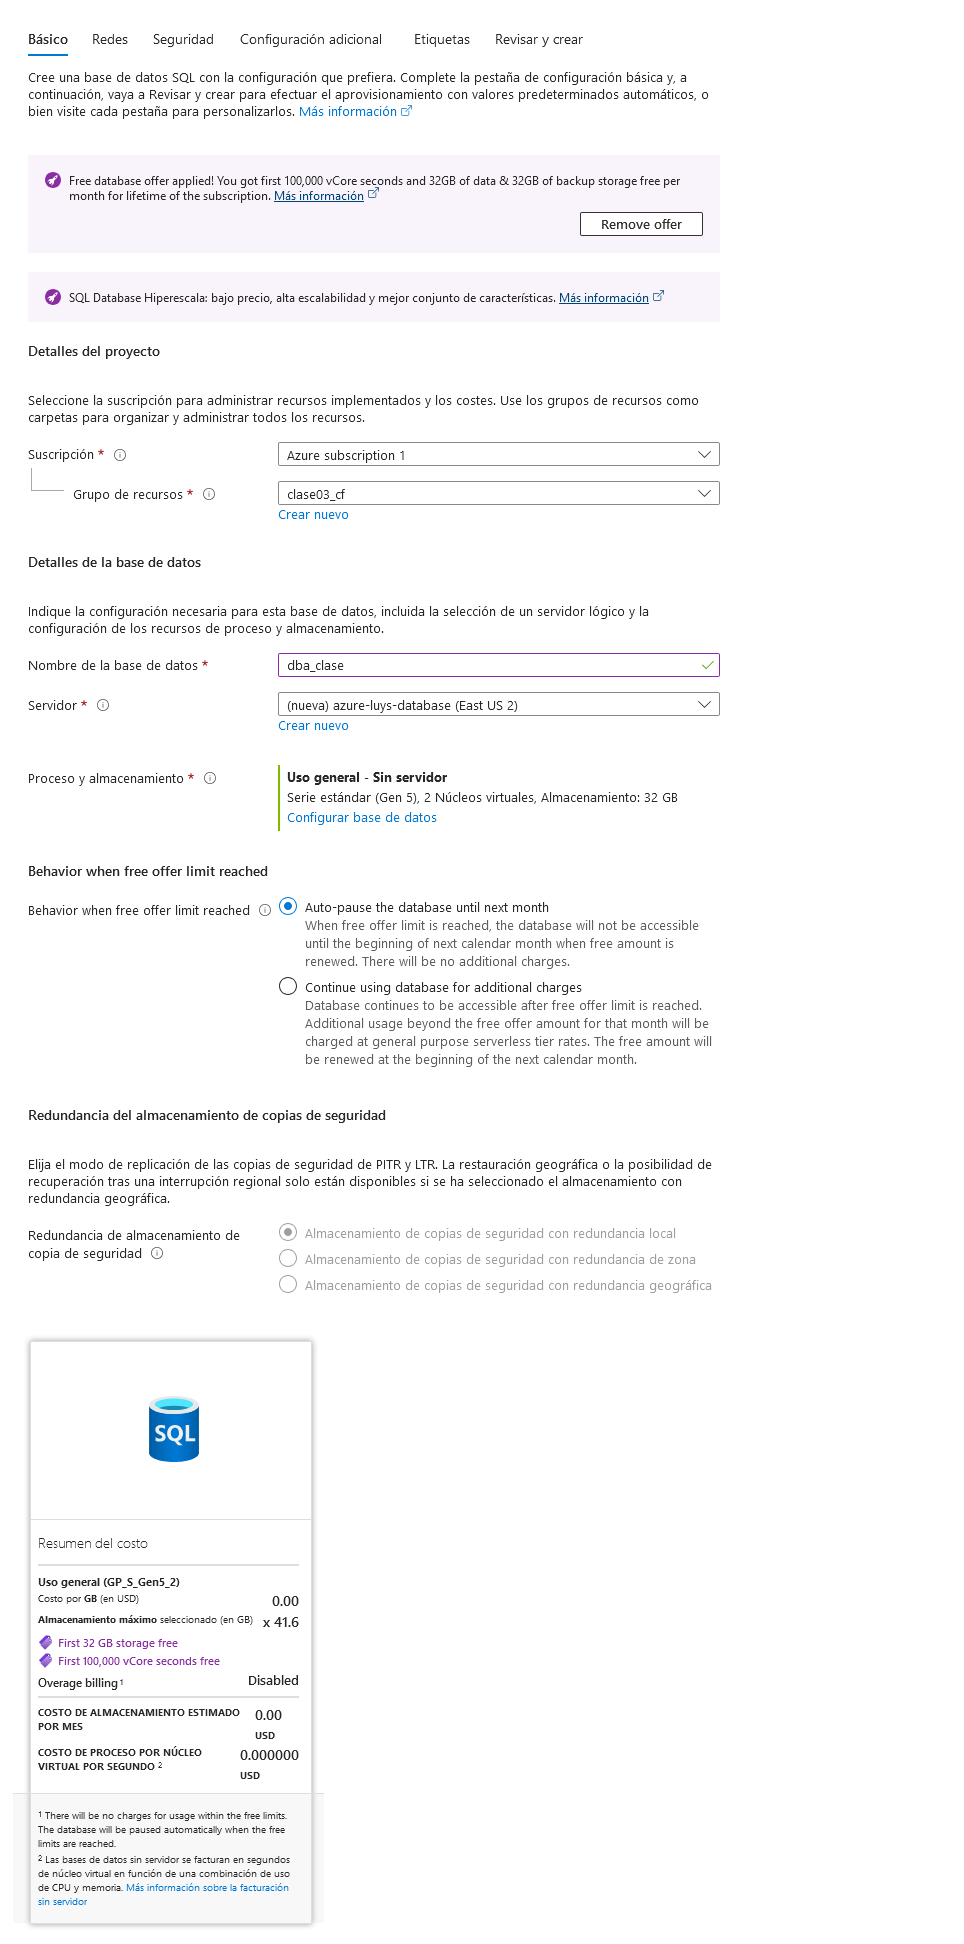 Básico Redes Seguridad Configuración adicional Etiquetas Revisar y crear
Cree una base de datos SQL con la configuración que prefiera. Complete la pestaña de configuración básica y, a
continuación, vaya a Revisar y crear para efectuar el aprovisionamiento con valores predeterminados automáticos, o
bien visite cada pestaña para personalizarlos. Más información
Free database offer applied! You got first 100,000 vCore seconds and 32GB of data & 32GB of backup storage free per
month for lifetime of the subscription. Más información
Remove offer
SQL Database Hiperescala: bajo precio, alta escalabilidad y mejor conjunto de características. Más información
Detalles del proyecto
Seleccione la suscripción para administrar recursos implementados y los costes. Use los grupos de recursos como
carpetas para organizar y administrar todos los recursos.
Suscripción * Azure subscription 1
Grupo de recursos * clase03_cf
Crear nuevo
Detalles de la base de datos
Indique la configuración necesaria para esta base de datos, incluida la selección de un servidor lógico y la
configuración de los recursos de proceso y almacenamiento.
Nombre de la base de datos * dba_clase
Servidor * (nueva) azure-luys-database (East US 2)
Crear nuevo
Proceso y almacenamiento * Uso general - Sin servidor
Serie estándar (Gen 5), 2 Núcleos virtuales, Almacenamiento: 32 GB
Configurar base de datos
Behavior when free offer limit reached
Behavior when free offer limit reached Auto-pause the database until next month
When free offer limit is reached, the database will not be accessible
until the beginning of next calendar month when free amount is
renewed. There will be no additional charges.
Continue using database for additional charges
Database continues to be accessible after free offer limit is reached.
Additional usage beyond the free offer amount for that month will be
charged at general purpose serverless tier rates. The free amount will
be renewed at the beginning of the next calendar month.
Redundancia del almacenamiento de copias de seguridad
Elija el modo de replicación de las copias de seguridad de PITR y LTR. La restauración geográfica o la posibilidad de
recuperación tras una interrupción regional solo están disponibles si se ha seleccionado el almacenamiento con
redundancia geográfica.
Redundancia de almacenamiento de
copia de seguridad
Almacenamiento de copias de seguridad con redundancia local
Almacenamiento de copias de seguridad con redundancia de zona
Almacenamiento de copias de seguridad con redundancia geográfica
SQL
Resumen del costo
Uso general (GP_S_Gen5_2)
Costo por GB (en USD) 0.00
Almacenamiento máximo seleccionado (en GB) x 41.6
First 32 GB storage free
First 100,000 vCore seconds free
Overage billing 1 Disabled
COSTO DE ALMACENAMIENTO ESTIMADO
POR MES
0.00
USD
COSTO DE PROCESO POR NÚCLEO
VIRTUAL POR SEGUNDO 2
0.000000
USD
1 There will be no charges for usage within the free limits.
The database will be paused automatically when the free
limits are reached.
2 Las bases de datos sin servidor se facturan en segundos
de núcleo virtual en función de una combinación de uso
de CPU y memoria. Más información sobre la facturación
sin servidor